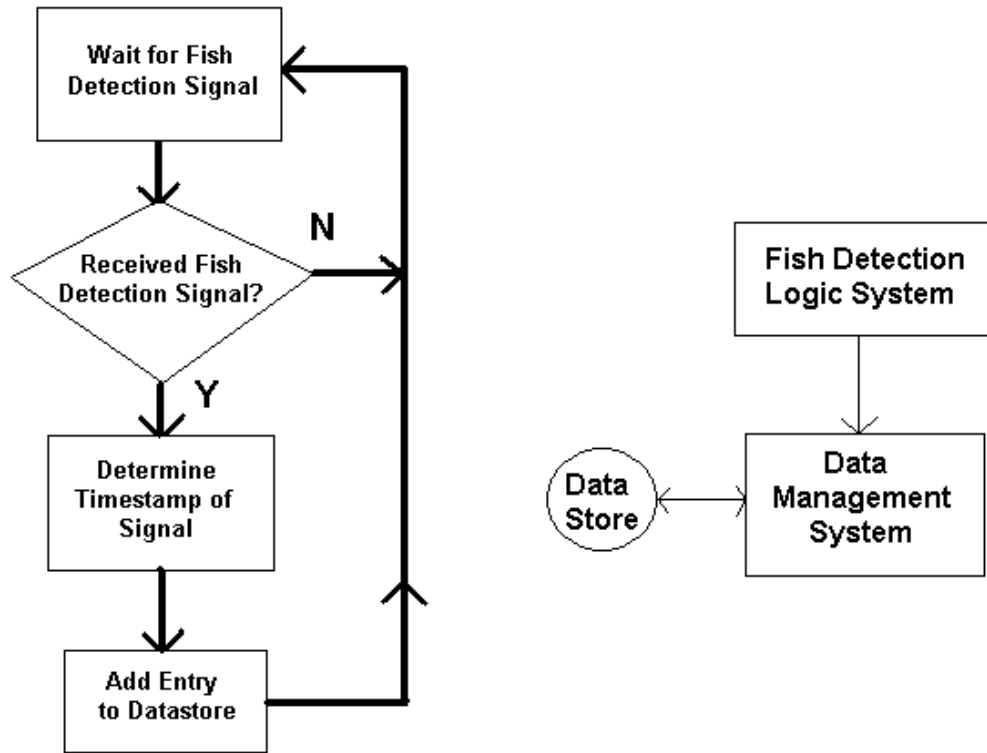 Wait for Fish
Detection Signal
N
Received Fish
Detection Signal?
Y
Determine
Timestamp of
Signal
Add Entry
to Datastore
Fish Detection
Logic System
Data
Store
Data
Management
System